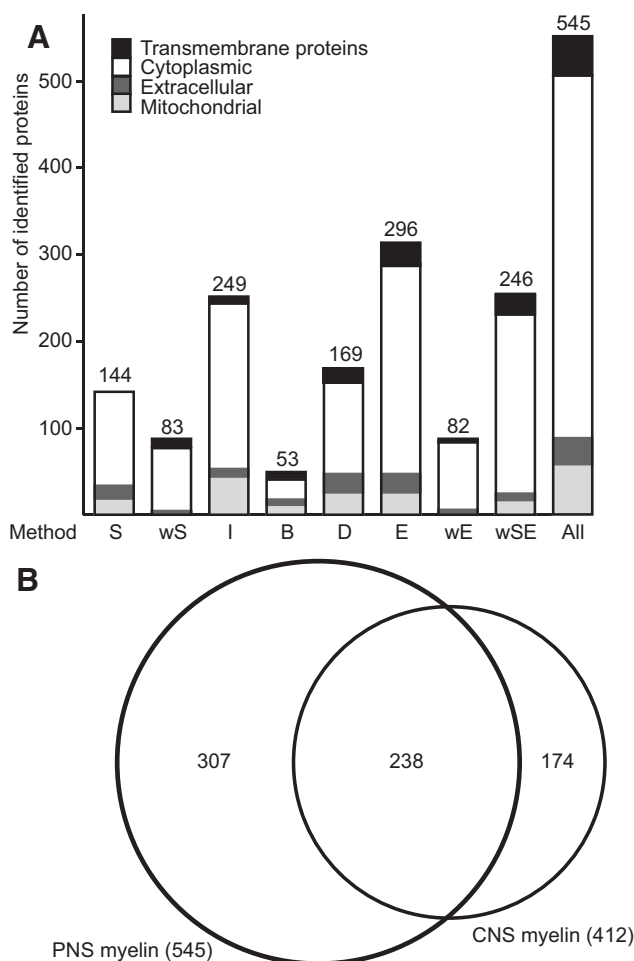 A
Transmembrane proteins
Cytoplasmic
Extracellular
Mitochondrial
Number of identified proteins
500
400
300
200
100
144
83
249
53
169
296
82
246
545
Method S wS I B D E wE wSE All
B
307 238 174
PNS myelin (545)
CNS myelin (412)